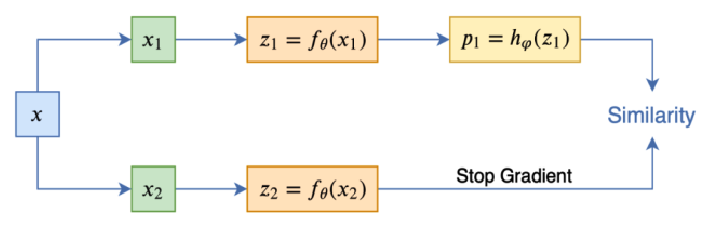 x₁
z₁ = f_θ(x₁)
p₁ = h_φ(z₁)
x
Similarity
x₂
z₂ = f_θ(x₂)
Stop Gradient